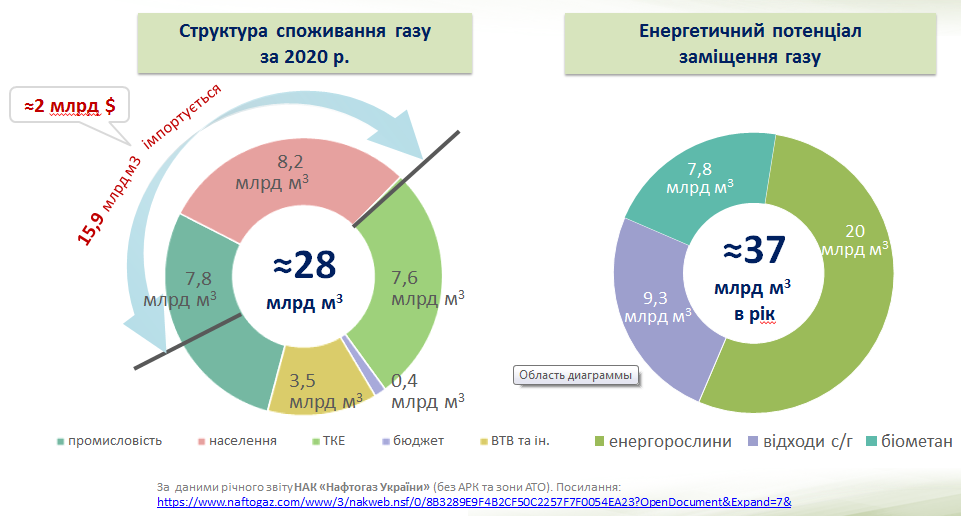 Структура споживання газу
за 2020 р.
Енергетичний потенціал
заміщення газу
≈2 млрд $
15,9 млрд м3 імпортується
8,2
млрд м³
7,8
млрд м³
≈28
млрд м³
7,6
млрд м³
3,5
млрд м³
0,4
млрд м³
7,8
млрд м³
20
млрд м³
≈37
млрд м³
в рік
9,3
млрд м³
Область диаграммы
промисловість населення ТКЕ бюджет ВТВ та ін.
енергорослини відходи с/г біометан
За даними річного звіту НАК «Нафтогаз України» (без АРК та зони АТО). Посилання:
https://www.naftogaz.com/www/3/nakweb.nsf/0/8B3289E9F4B2CF50C2257F7F0054EA23?OpenDocument&Expand=7&